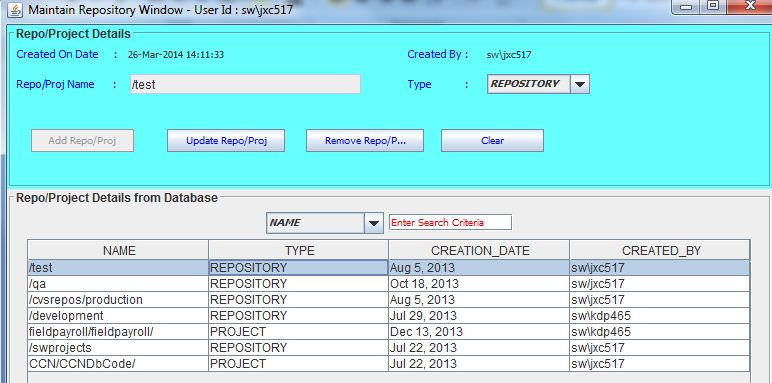 Maintain Repository Window - User Id : sw\jxc517
Repo/Project Details
Created On Date : 26-Mar-2014 14:11:33 Created By : sw\jxc517
Repo/Proj Name : /test Type : REPOSITORY
Add Repo/Proj Update Repo/Proj Remove Repo/P... Clear
Repo/Project Details from Database
NAME Enter Search Criteria
NAME TYPE CREATION_DATE CREATED_BY
/test REPOSITORY Aug 5, 2013 sw\jxc517
/qa REPOSITORY Oct 18, 2013 sw/jxc517
/cvsrepos/production REPOSITORY Aug 5, 2013 sw\jxc517
/development REPOSITORY Jul 29, 2013 sw\kdp465
fieldpayroll/fieldpayroll/ PROJECT Dec 13, 2013 sw\kdp465
/swprojects REPOSITORY Jul 22, 2013 sw\jxc517
CCN/CCNDbCode/ PROJECT Jul 22, 2013 sw\jxc517